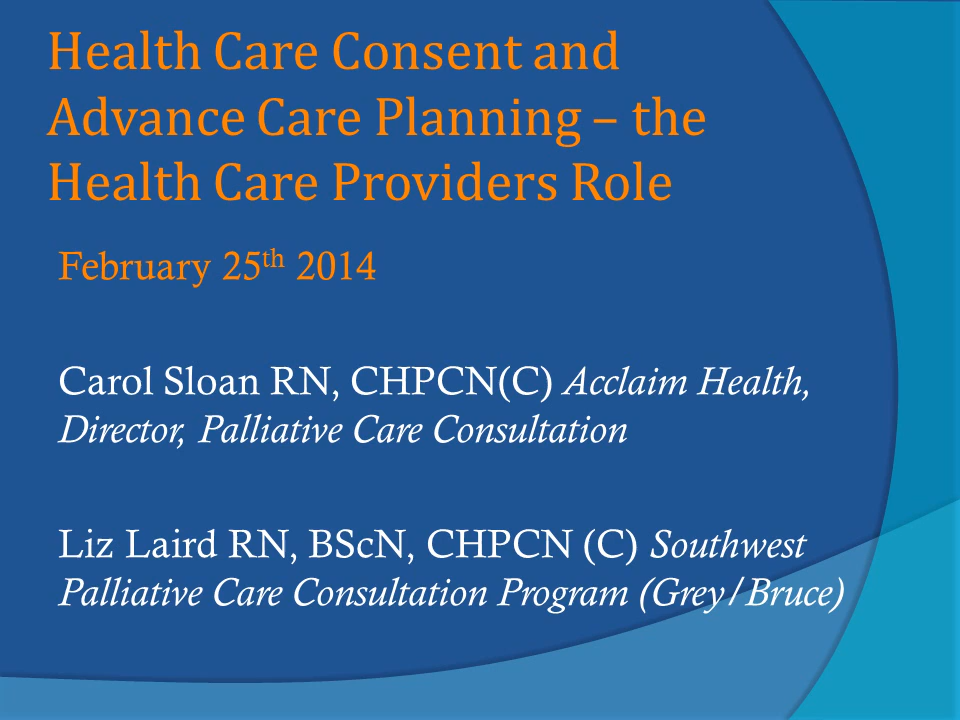 Health Care Consent and
Advance Care Planning – the
Health Care Providers Role
February 25th 2014
Carol Sloan RN, CHPCN(C) Acclaim Health,
Director, Palliative Care Consultation
Liz Laird RN, BScN, CHPCN (C) Southwest
Palliative Care Consultation Program (Grey/Bruce)